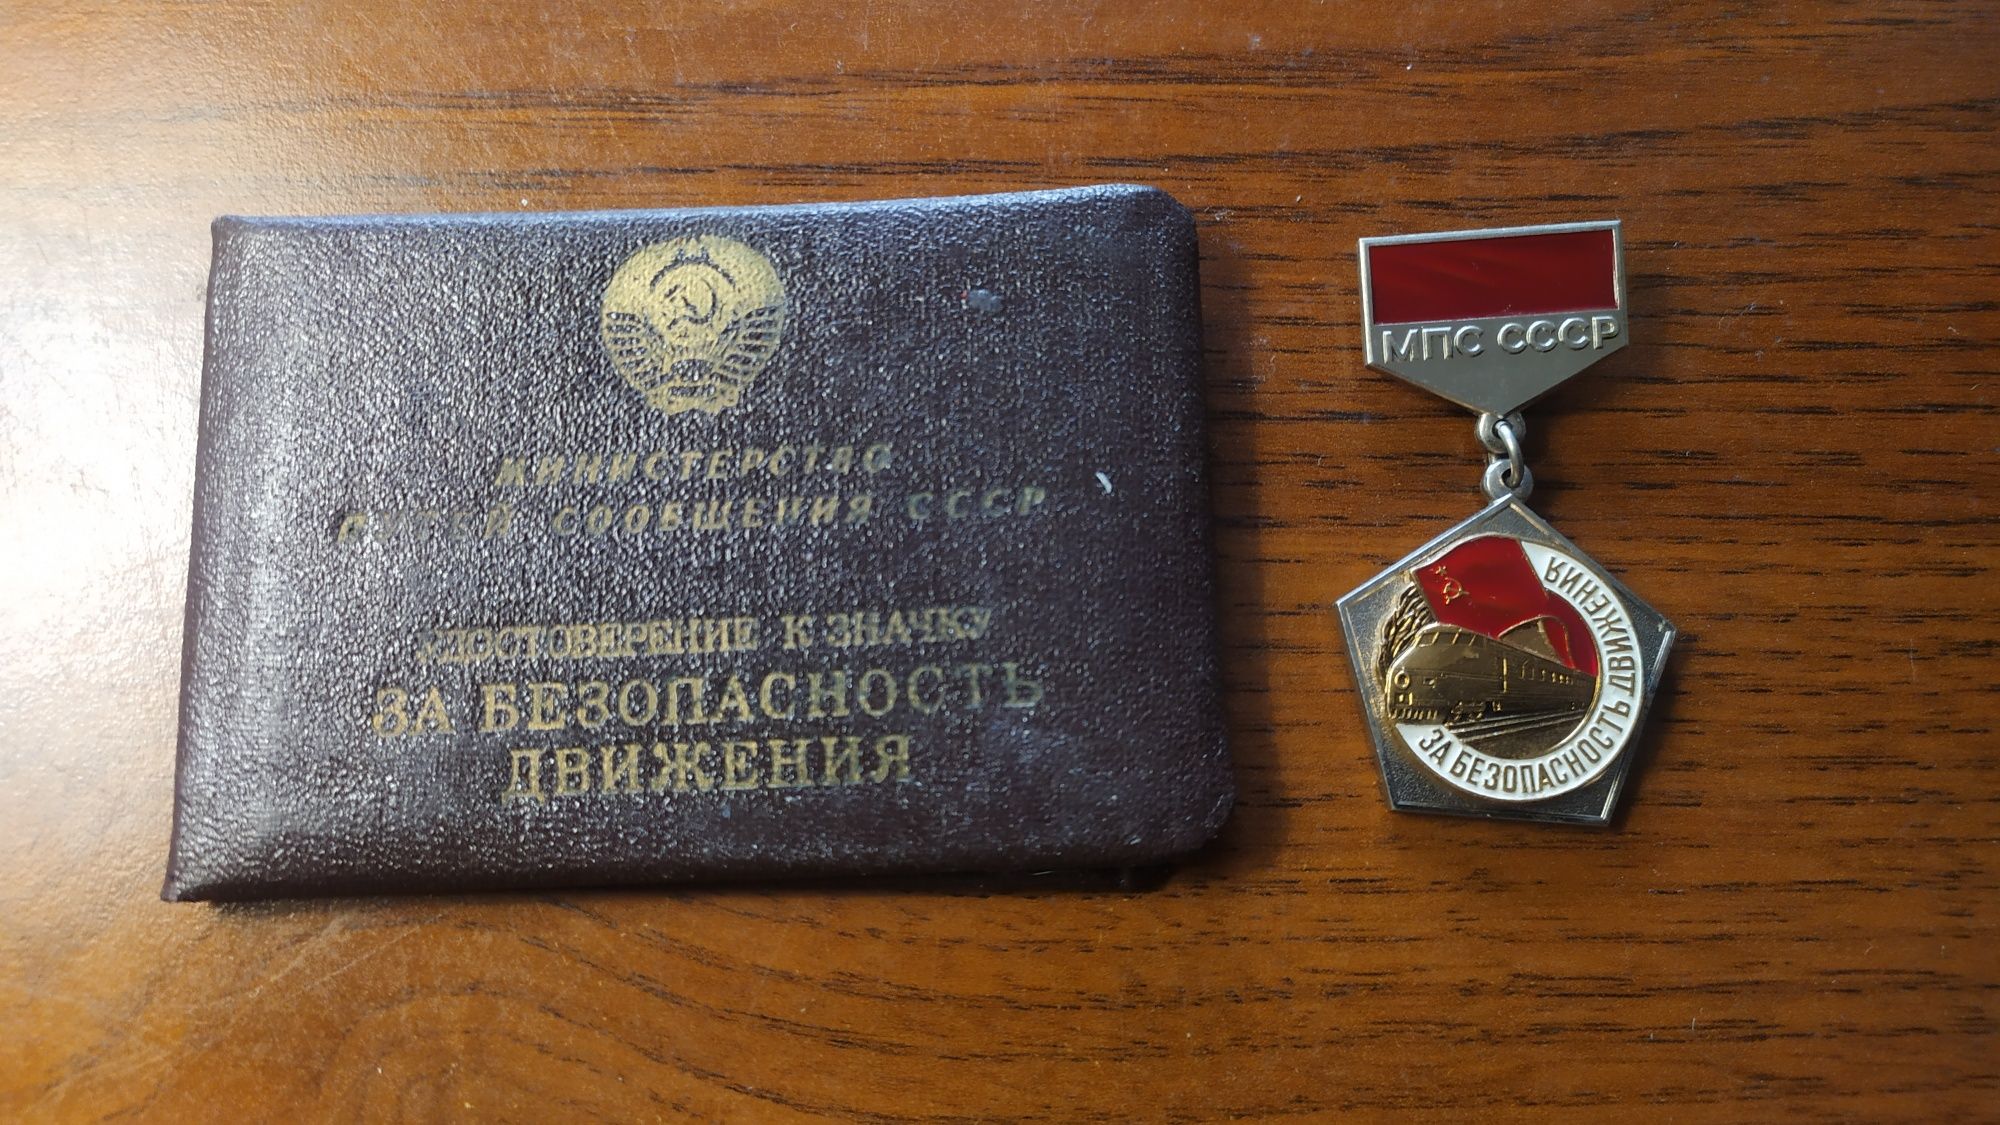 МИНИСТЕРСТВО
ПУТЕЙ СООБЩЕНИЯ СССР
УДОСТОВЕРЕНИЕ К ЗНАЧКУ
ЗА БЕЗОПАСНОСТЬ
ДВИЖЕНИЯ
МПС СССР
ЗА БЕЗОПАСНОСТЬ ДВИЖЕНИЯ